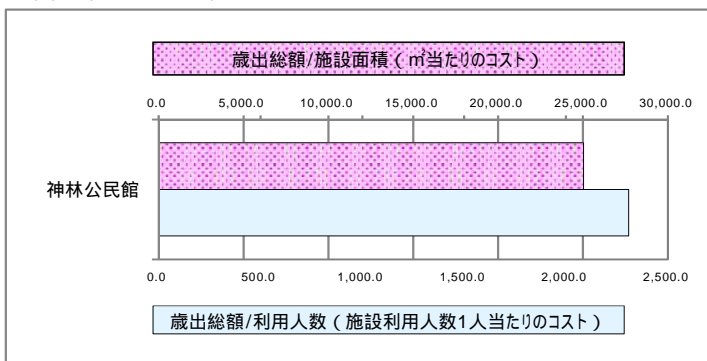 歳出総額/施設面積（㎡当たりのコスト）
0.0 5,000.0 10,000.0 15,000.0 20,000.0 25,000.0 30,000.0
神林公民館
0.0 500.0 1,000.0 1,500.0 2,000.0 2,500.0
歳出総額/利用人数（施設利用人数1人当たりのコスト）